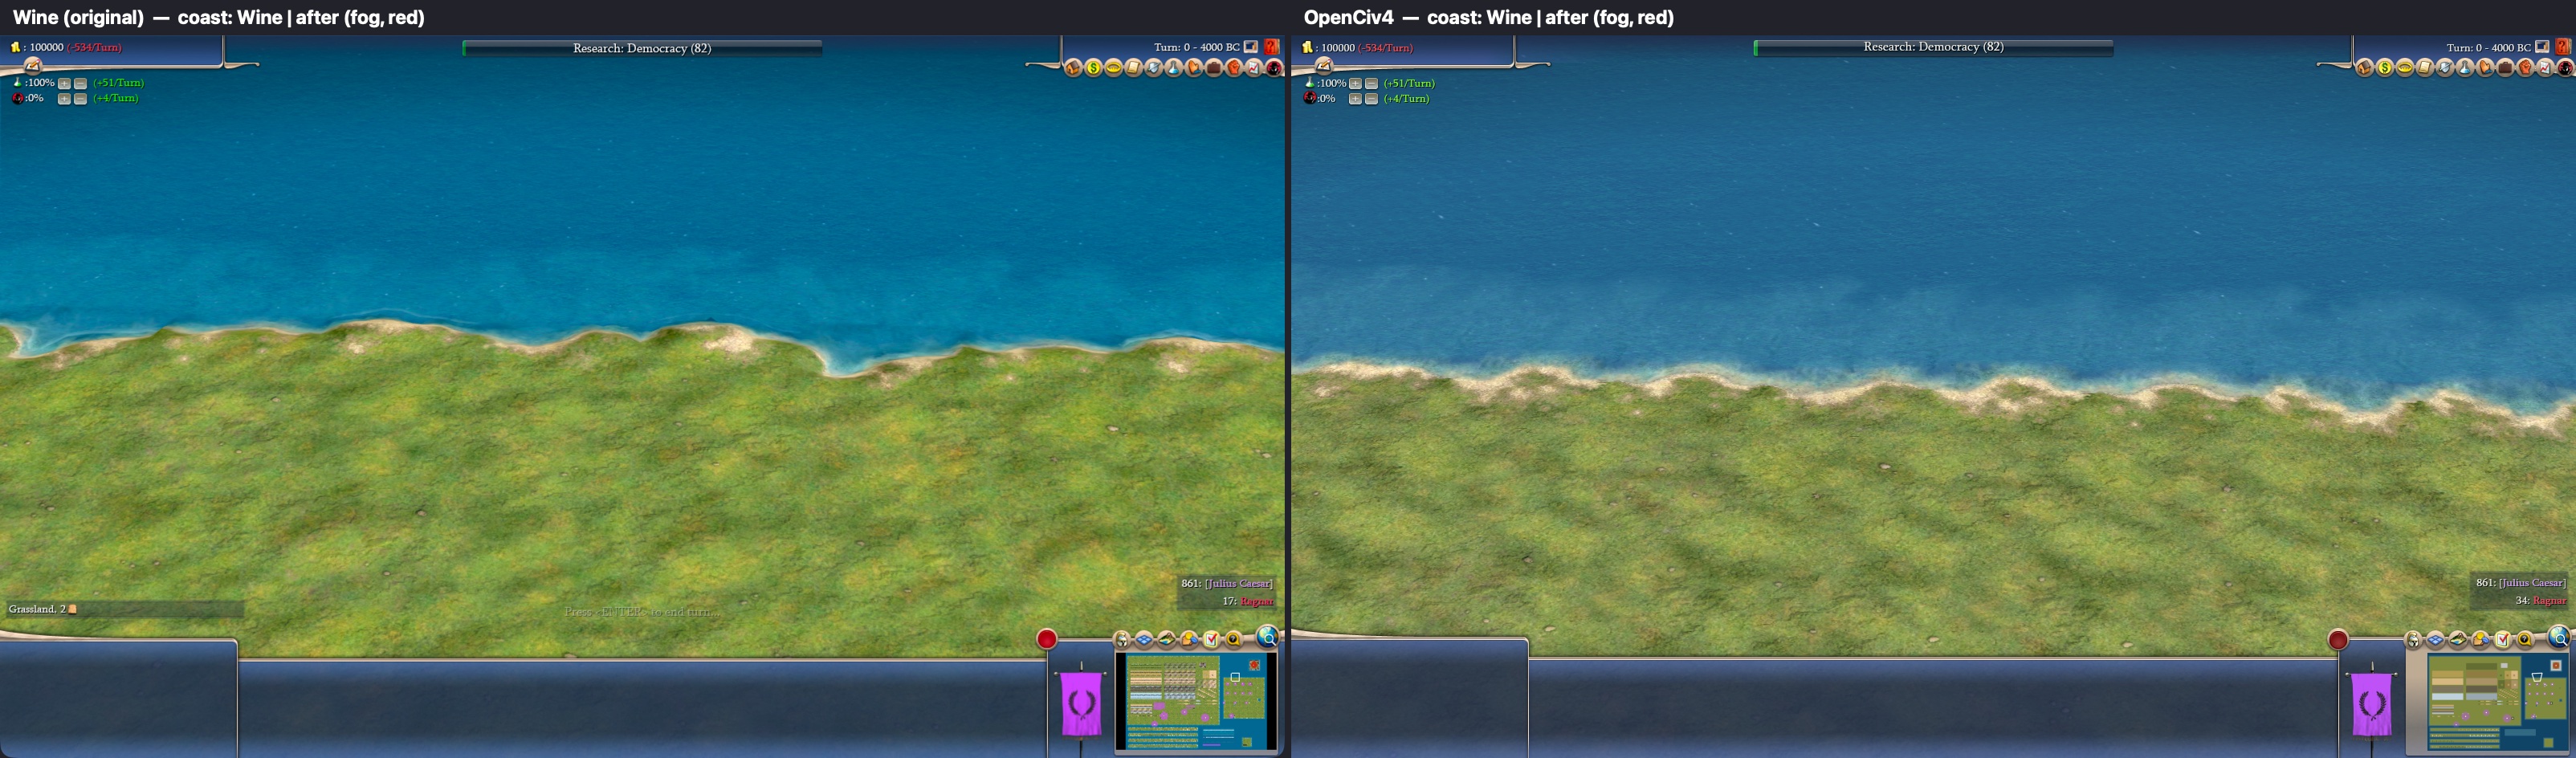 Wine (original) — coast: Wine | after (fog, red)
: 100000 (-534/Turn)
Research: Democracy (82)
Turn: 0 - 4000 BC
:100% (+51/Turn)
:0% (+4/Turn)
861: [Julius Caesar]
17: Ragnar
Grassland, 2
Press <ENTER> to end turn...
OpenCiv4 — coast: Wine | after (fog, red)
: 100000 (-534/Turn)
Research: Democracy (82)
Turn: 0 - 4000 BC
:100% (+51/Turn)
:0% (+4/Turn)
861: [Julius Caesar]
34: Ragnar